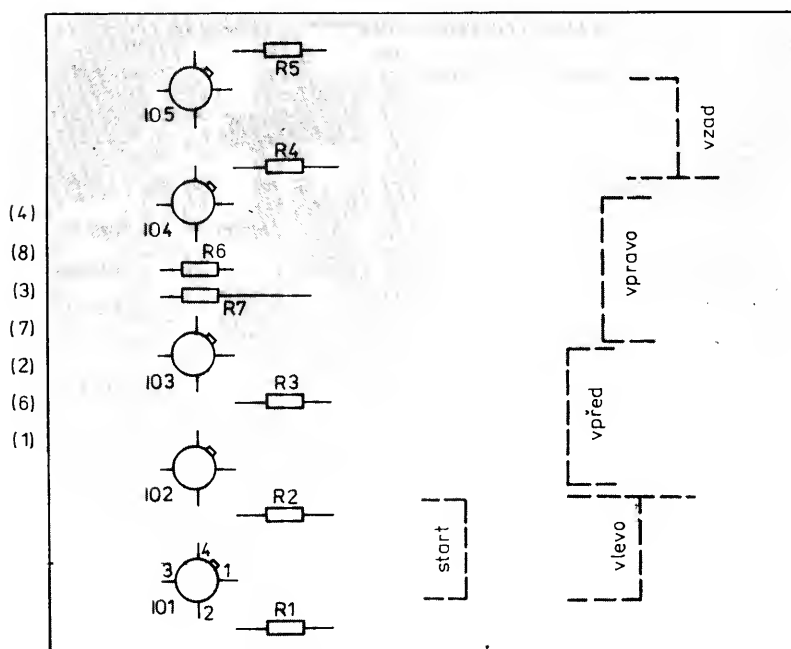 R5
IO5
vzad
R4
(4)
IO4
vpravo
(8)
R6
(3)
R7
(7)
IO3
(2)
R3
vpřed
(6)
(1)
IO2
R2
start
vlevo
4
3
1
IO1
2
R1